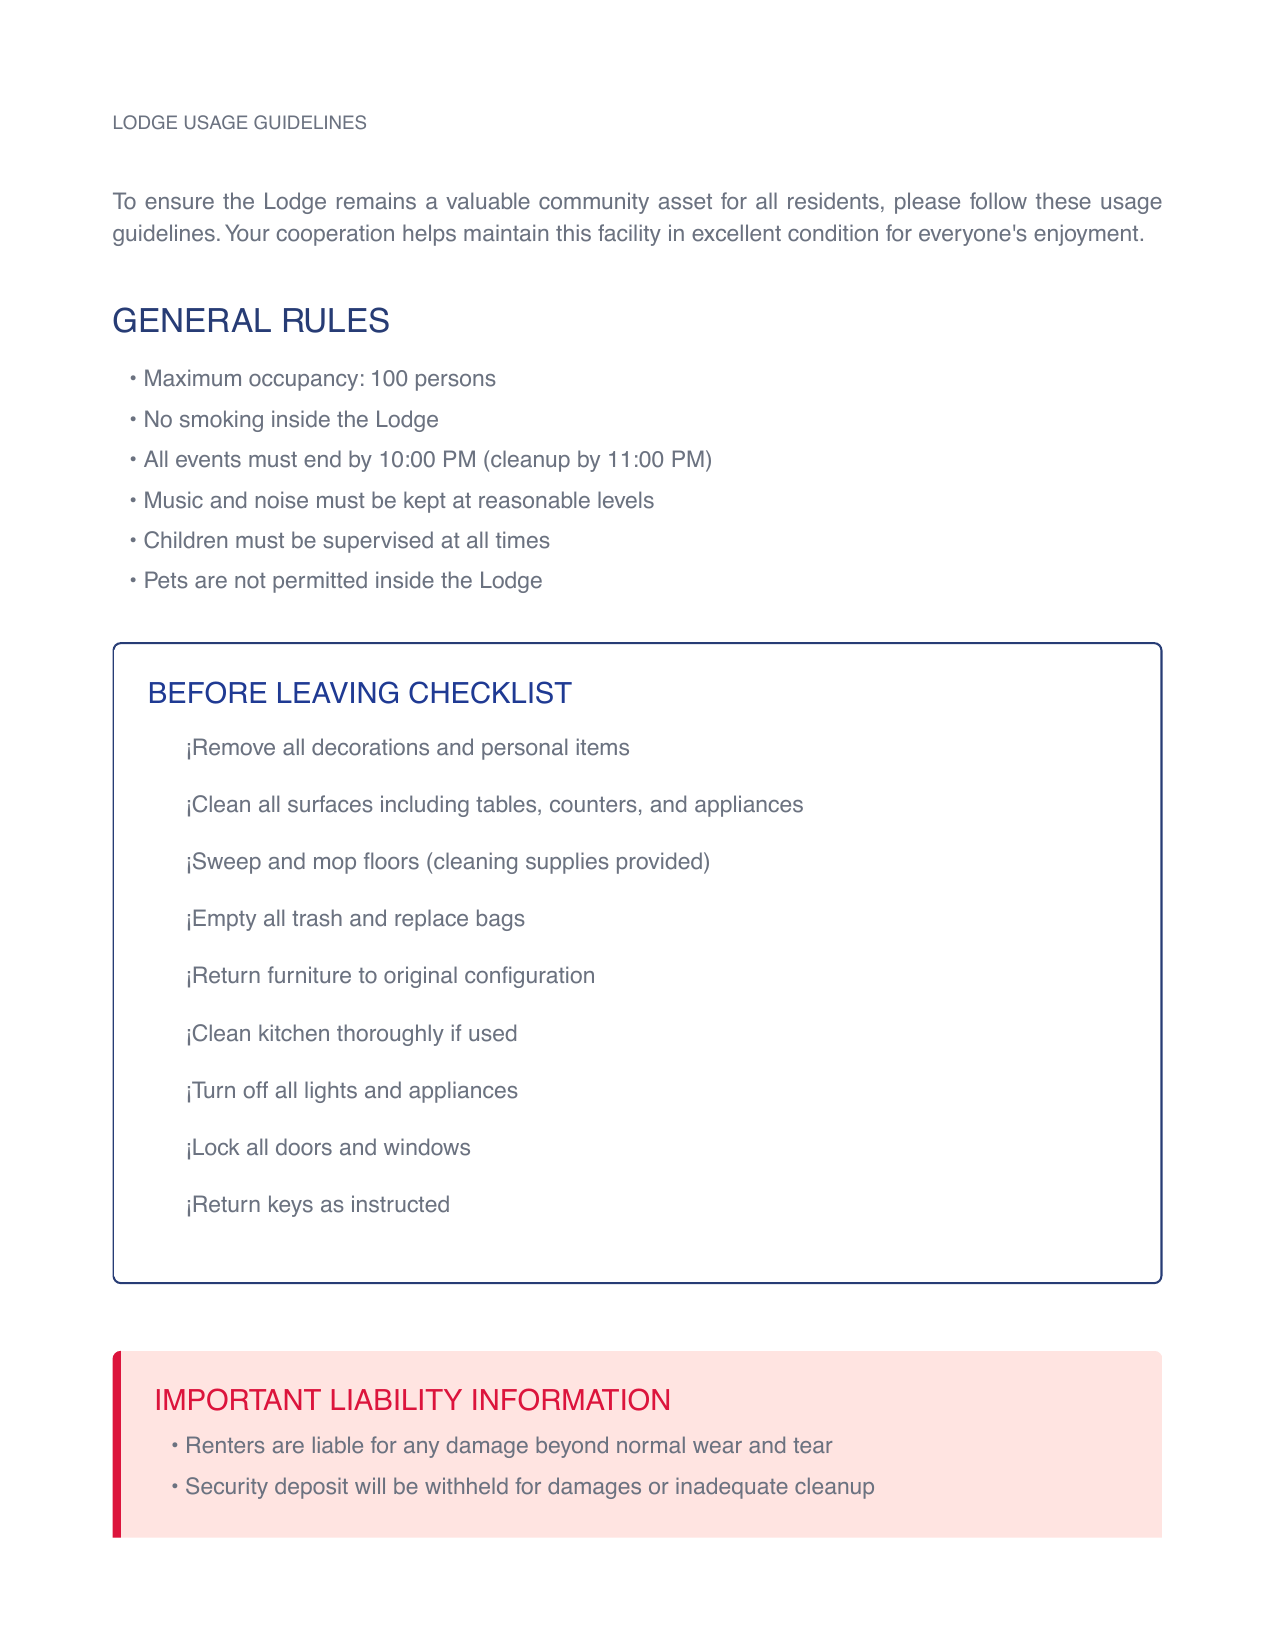 LODGE USAGE GUIDELINES
To ensure the Lodge remains a valuable community asset for all residents, please follow these usage
guidelines. Your cooperation helps maintain this facility in excellent condition for everyone's enjoyment.
GENERAL RULES
• Maximum occupancy: 100 persons
• No smoking inside the Lodge
• All events must end by 10:00 PM (cleanup by 11:00 PM)
• Music and noise must be kept at reasonable levels
• Children must be supervised at all times
• Pets are not permitted inside the Lodge
BEFORE LEAVING CHECKLIST
¡Remove all decorations and personal items
¡Clean all surfaces including tables, counters, and appliances
¡Sweep and mop floors (cleaning supplies provided)
¡Empty all trash and replace bags
¡Return furniture to original configuration
¡Clean kitchen thoroughly if used
¡Turn off all lights and appliances
¡Lock all doors and windows
¡Return keys as instructed
IMPORTANT LIABILITY INFORMATION
• Renters are liable for any damage beyond normal wear and tear
• Security deposit will be withheld for damages or inadequate cleanup